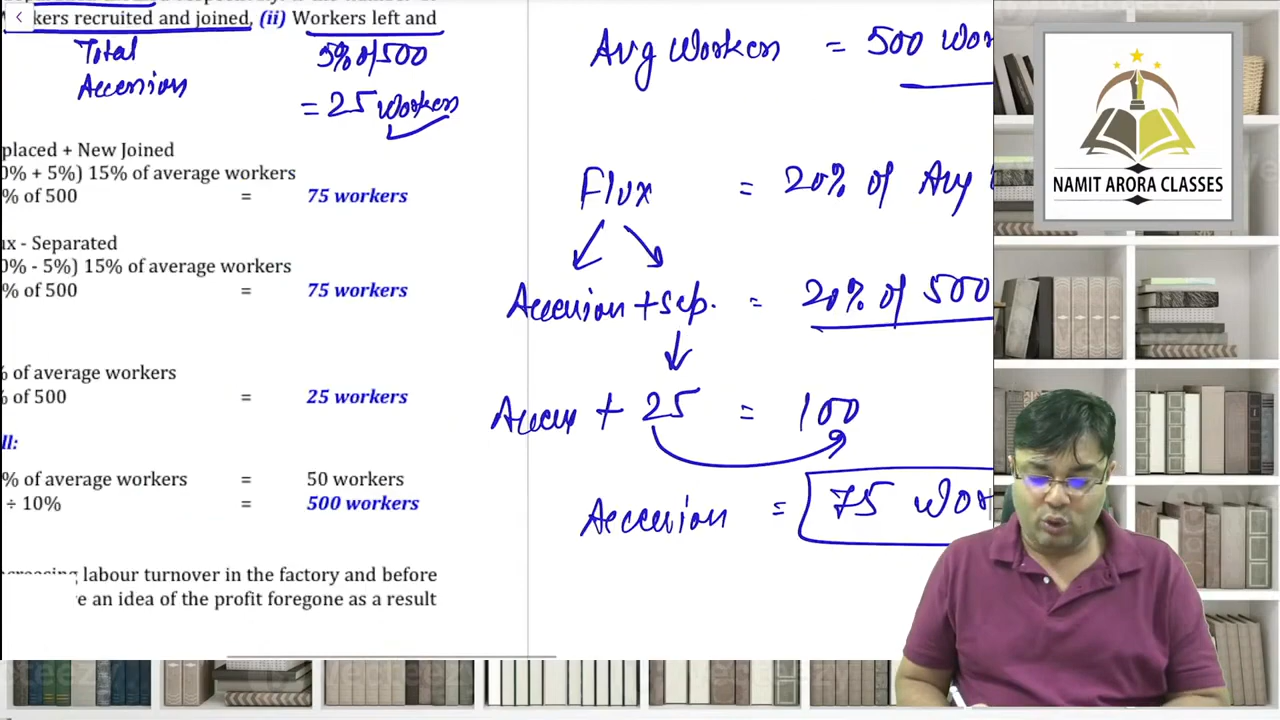 kers recruited and joined, (ii) Workers left and
Total Accession
5% of 500
= 25 workers
placed + New Joined
0% + 5%) 15% of average workers
% of 500 = 75 workers
ux - Separated
0% - 5%) 15% of average workers
% of 500 = 75 workers
% of average workers
% of 500 = 25 workers
ll:
% of average workers = 50 workers
÷ 10% = 500 workers
labour turnover in the factory and before
e an idea of the profit foregone as a result
Avg Workers = 500 Wor
Flux = 20% of Avg
Accession + Sep. = 20% of 500
+ 25 = 100
Accession = 75 Wor
NAMIT ARORA CLASSES